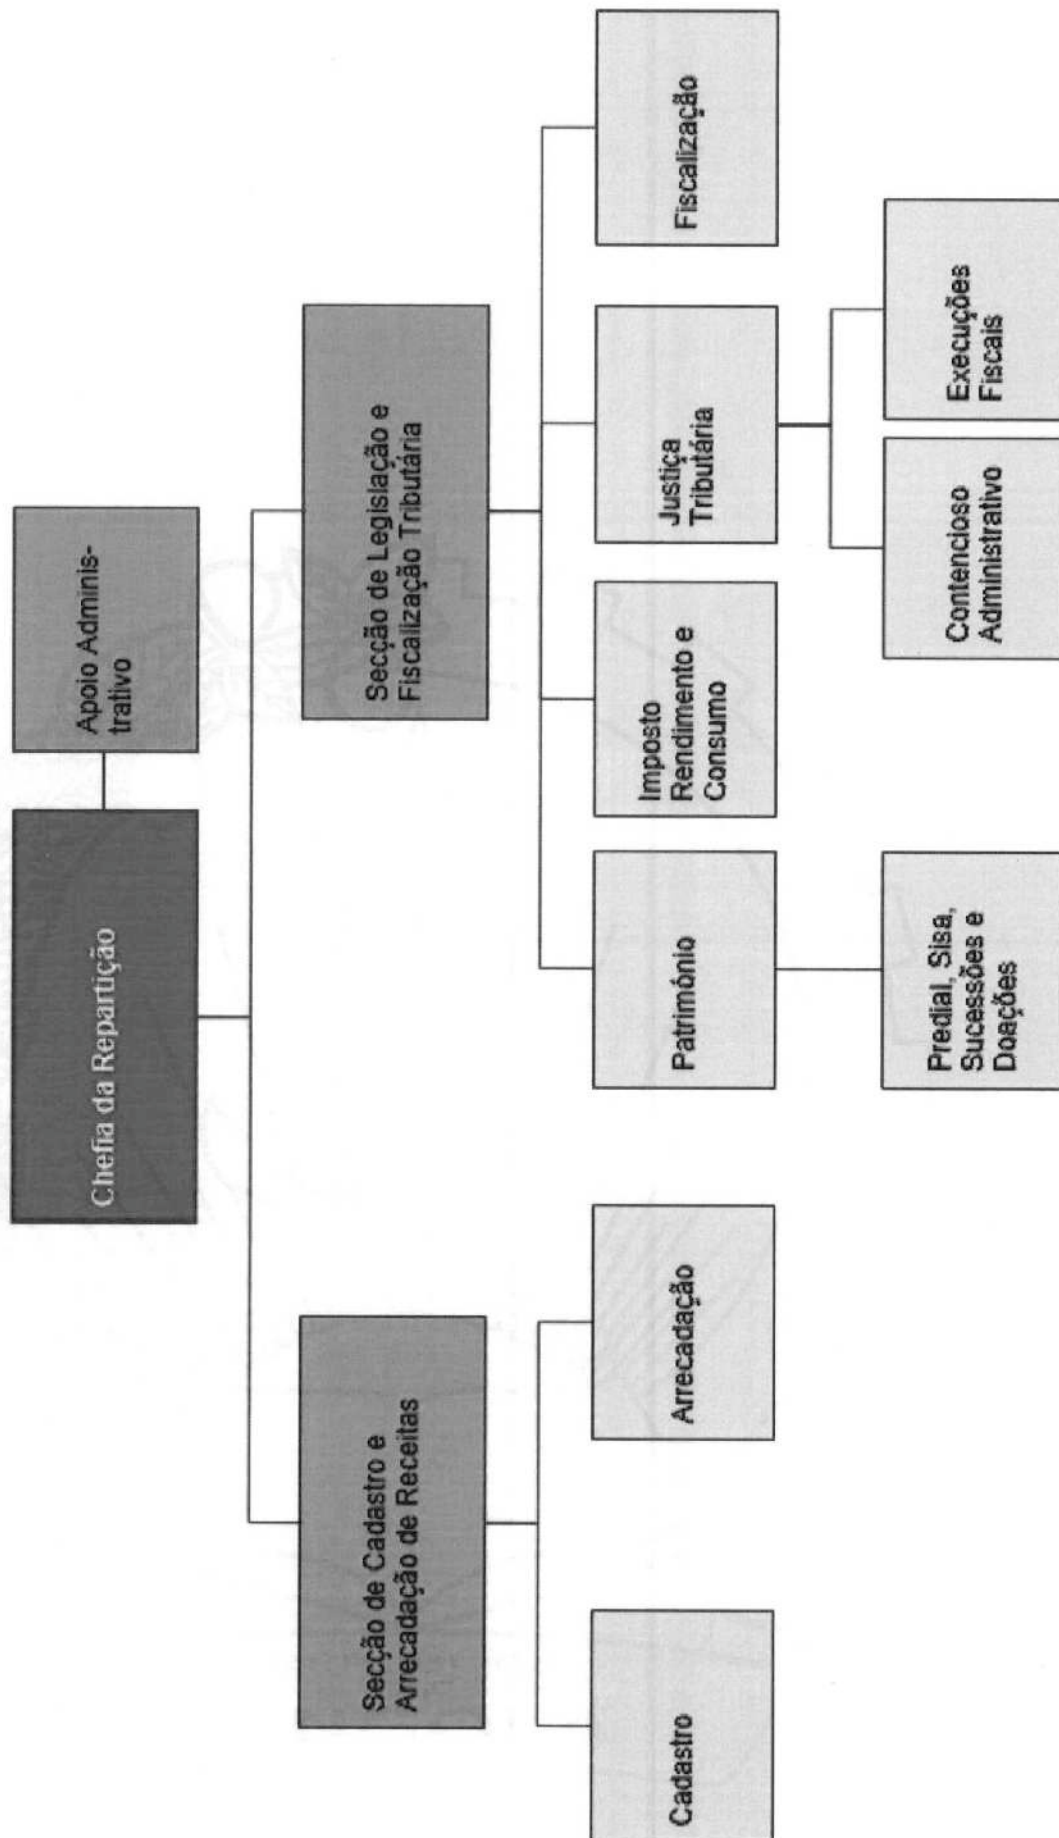 Chefia da Repartição
Apoio Adminis-
trativo
Secção de Cadastro e
Arrecadação de Receitas
Secção de Legislação e
Fiscalização Tributária
Cadastro
Arrecadação
Património
Imposto
Rendimento e
Consumo
Justiça
Tributária
Fiscalização
Predial, Sisa,
Sucessões e
Doações
Contencioso
Administrativo
Execuções
Fiscais